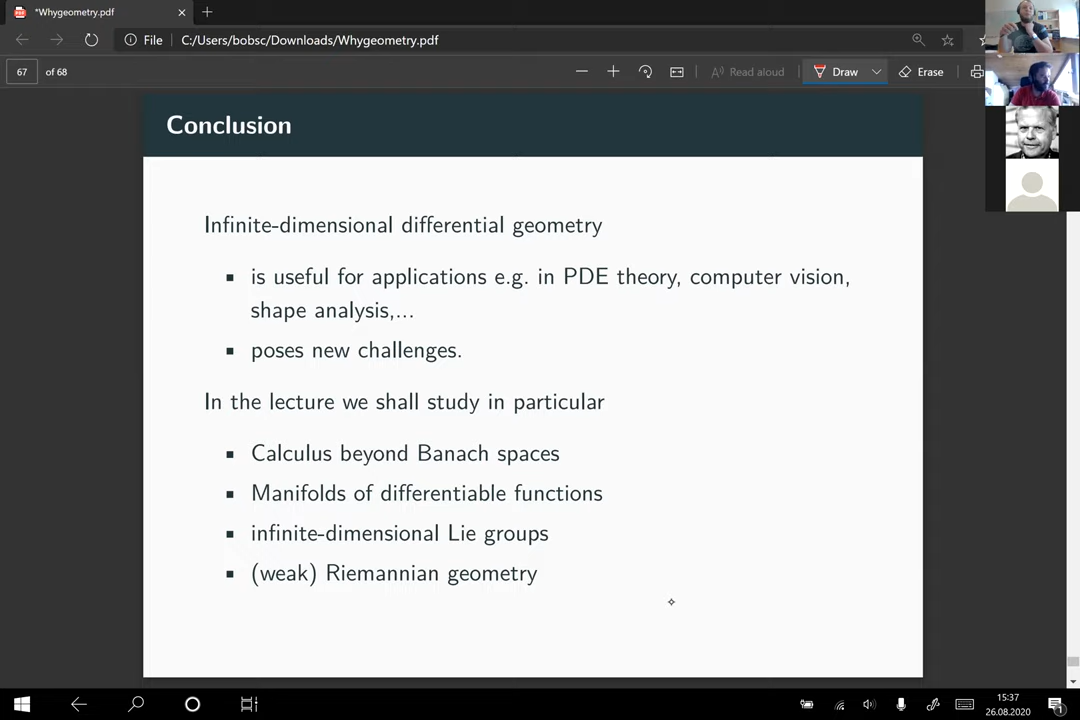 *Whygeometry.pdf
File C:/Users/bobsc/Downloads/Whygeometry.pdf
67 of 68 Read aloud Draw Erase
Conclusion
Infinite-dimensional differential geometry
▪ is useful for applications e.g. in PDE theory, computer vision,
shape analysis,...
▪ poses new challenges.
In the lecture we shall study in particular
▪ Calculus beyond Banach spaces
▪ Manifolds of differentiable functions
▪ infinite-dimensional Lie groups
▪ (weak) Riemannian geometry
15:37
26.08.2020